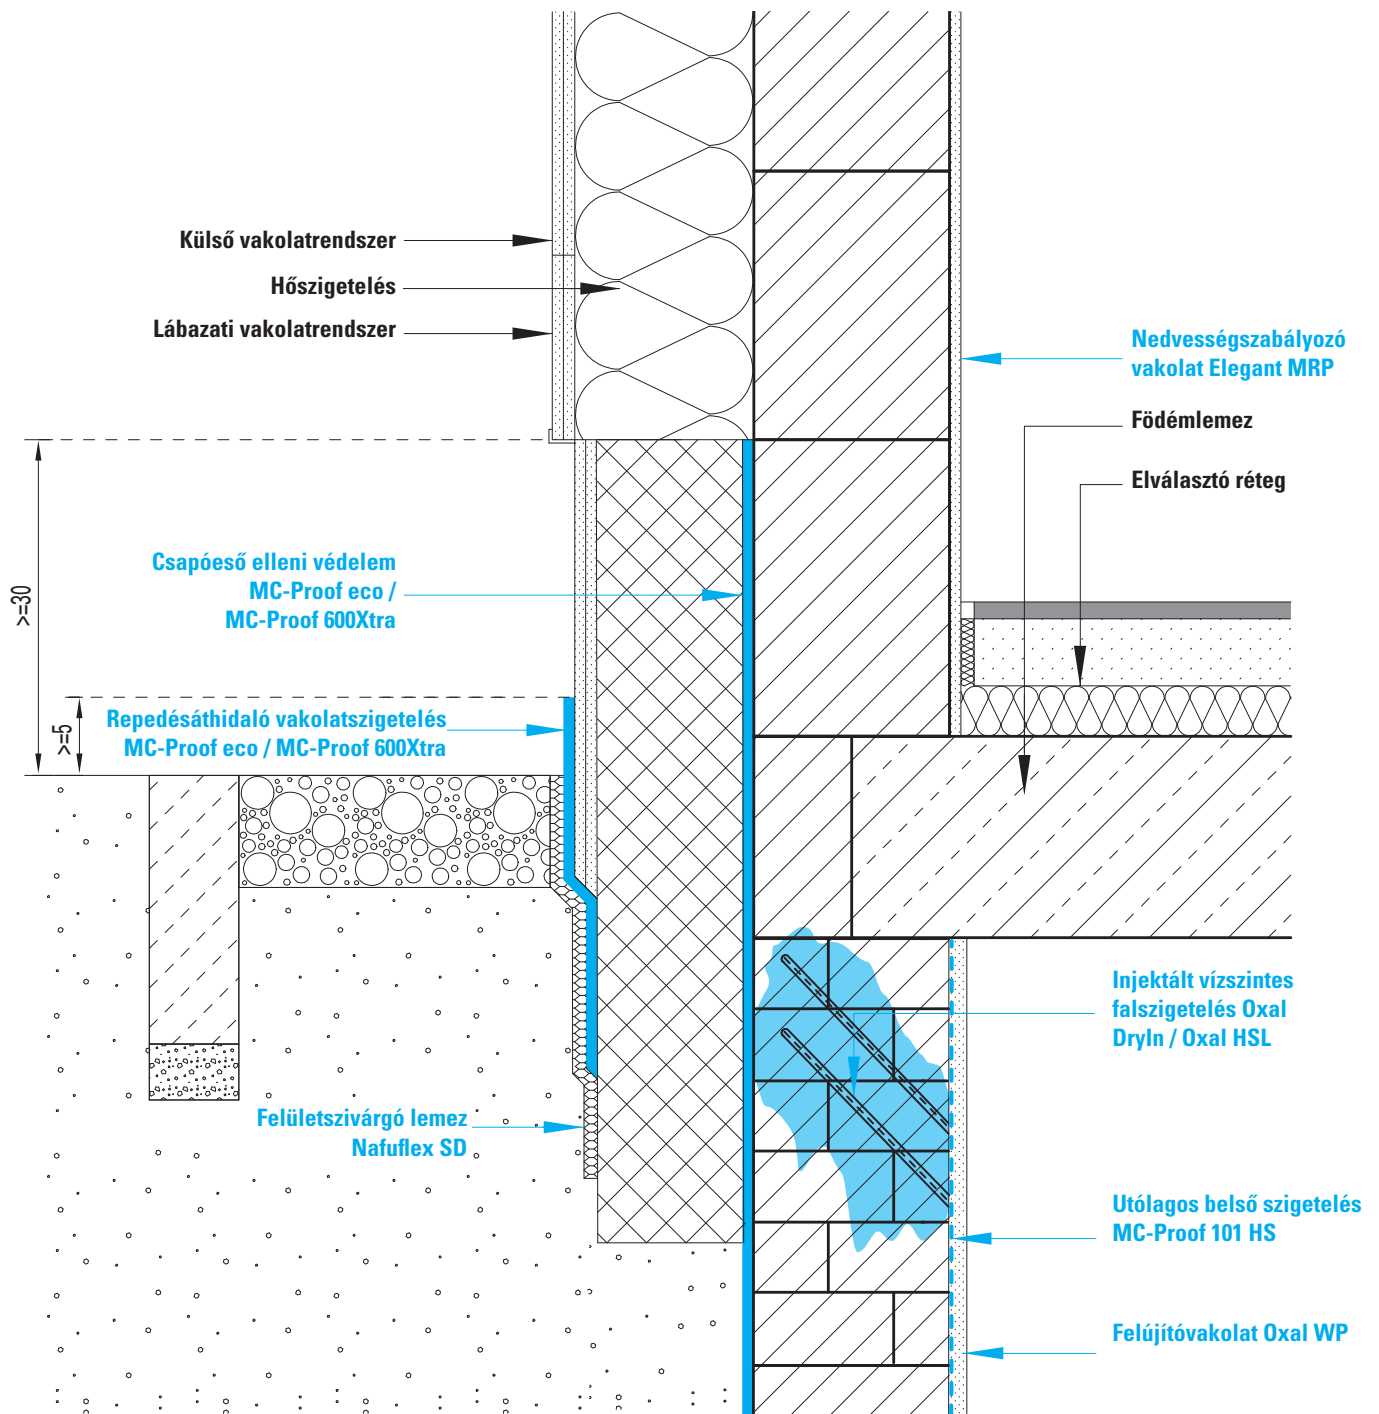 Külső vakolatrendszer
Hőszigetelés
Lábazati vakolatrendszer
Nedvességszabályozó
vakolat Elegant MRP
Födémlemez
Elválasztó réteg
Csapóeső elleni védelem
MC-Proof eco /
MC-Proof 600Xtra
>=30
>=5
Repedésáthidaló vakolatszigetelés
MC-Proof eco / MC-Proof 600Xtra
Injektált vízszintes
falszigetelés Oxal
DryIn / Oxal HSL
Felületszivárgó lemez
Nafuflex SD
Utólagos belső szigetelés
MC-Proof 101 HS
Felújítóvakolat Oxal WP